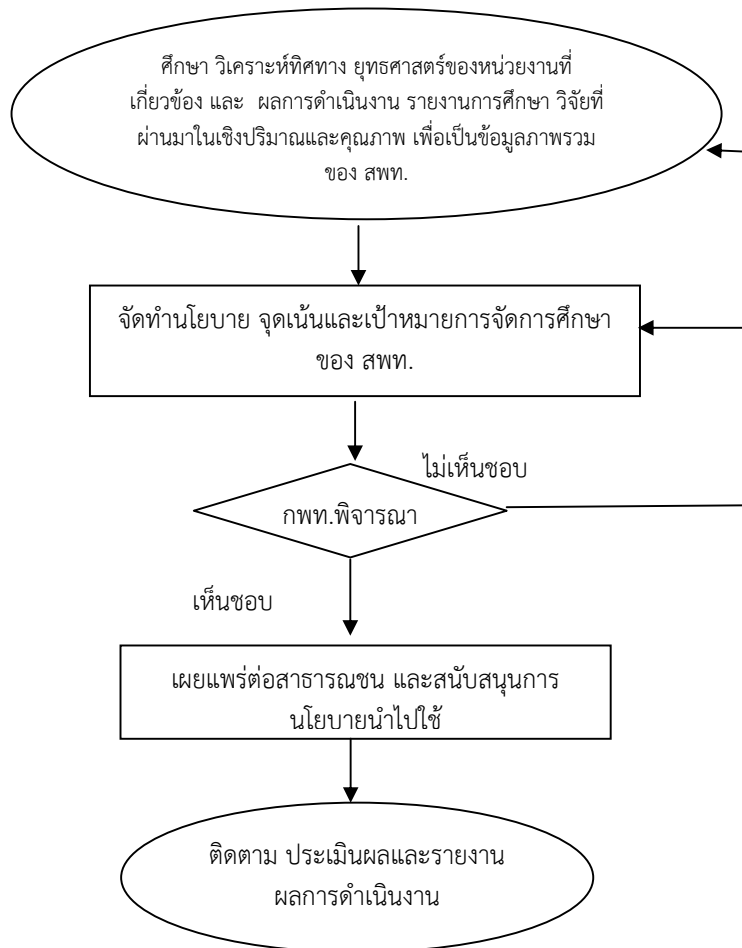 ศึกษา วิเคราะห์ทิศทาง ยุทธศาสตร์ของหน่วยงานที่
เกี่ยวข้อง และ ผลการดำเนินงาน รายงานการศึกษา วิจัยที่
ผ่านมาในเชิงปริมาณและคุณภาพ เพื่อเป็นข้อมูลภาพรวม
ของ สพท.
จัดทำนโยบาย จุดเน้นและเป้าหมายการจัดการศึกษา
ของ สพท.
ไม่เห็นชอบ
กพท.พิจารณา
เห็นชอบ
เผยแพร่ต่อสาธารณชน และสนับสนุนการ
นโยบายนำไปใช้
ติดตาม ประเมินผลและรายงาน
ผลการดำเนินงาน